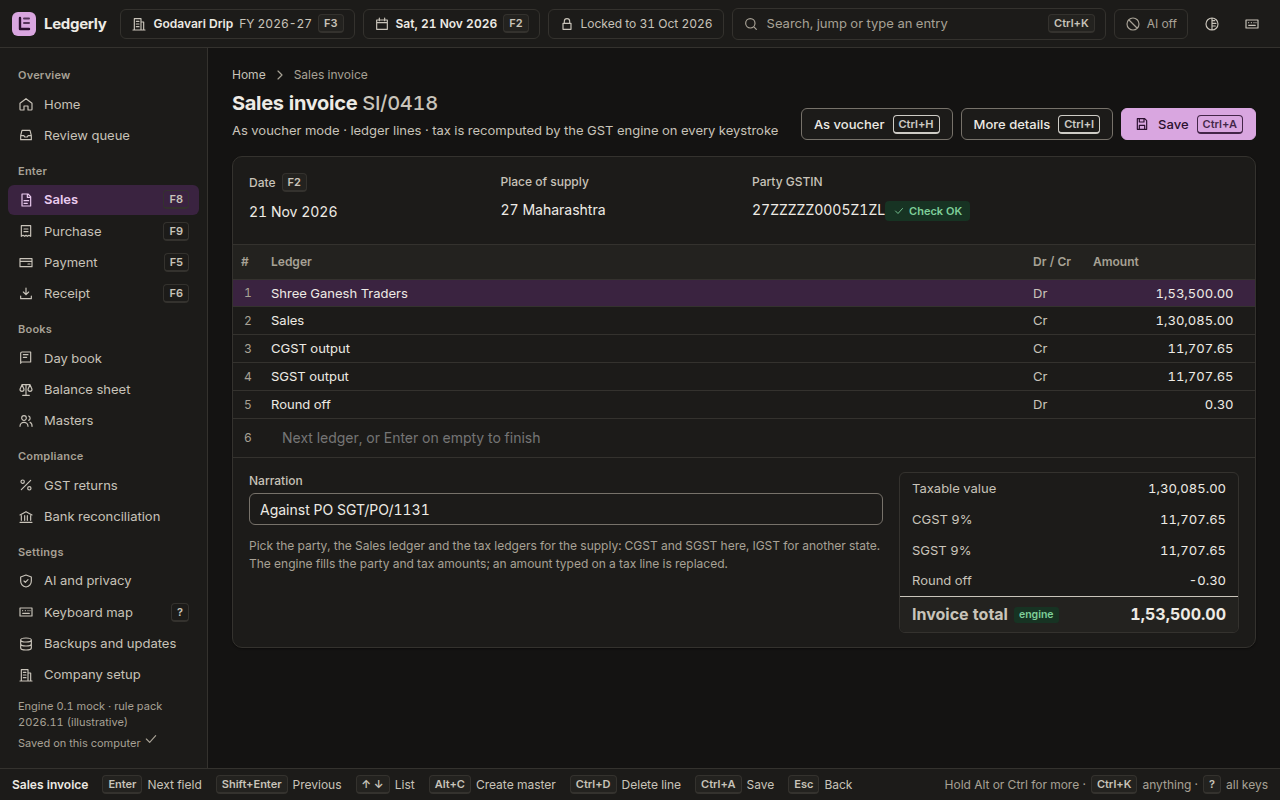 Ledgerly
Godavari Drip FY 2026-27 F3
Sat, 21 Nov 2026 F2
Locked to 31 Oct 2026
Search, jump or type an entry Ctrl+K
AI off
Overview
Home
Review queue
Enter
Sales F8
Purchase F9
Payment F5
Receipt F6
Books
Day book
Balance sheet
Masters
Compliance
GST returns
Bank reconciliation
Settings
AI and privacy
Keyboard map ?
Backups and updates
Company setup
Engine 0.1 mock · rule pack
2026.11 (illustrative)
Saved on this computer
Home > Sales invoice
Sales invoice SI/0418
As voucher mode · ledger lines · tax is recomputed by the GST engine on every keystroke
As voucher Ctrl+H
More details Ctrl+I
Save Ctrl+A
Date F2
21 Nov 2026
Place of supply
27 Maharashtra
Party GSTIN
27ZZZZZ0005Z1ZL Check OK
# Ledger Dr / Cr Amount
1 Shree Ganesh Traders Dr 1,53,500.00
2 Sales Cr 1,30,085.00
3 CGST output Cr 11,707.65
4 SGST output Cr 11,707.65
5 Round off Dr 0.30
6 Next ledger, or Enter on empty to finish
Narration
Against PO SGT/PO/1131
Pick the party, the Sales ledger and the tax ledgers for the supply: CGST and SGST here, IGST for another state.
The engine fills the party and tax amounts; an amount typed on a tax line is replaced.
Taxable value 1,30,085.00
CGST 9% 11,707.65
SGST 9% 11,707.65
Round off -0.30
Invoice total engine 1,53,500.00
Sales invoice Enter Next field Shift+Enter Previous ↑↓ List Alt+C Create master Ctrl+D Delete line Ctrl+A Save Esc Back
Hold Alt or Ctrl for more · Ctrl+K anything · ? all keys